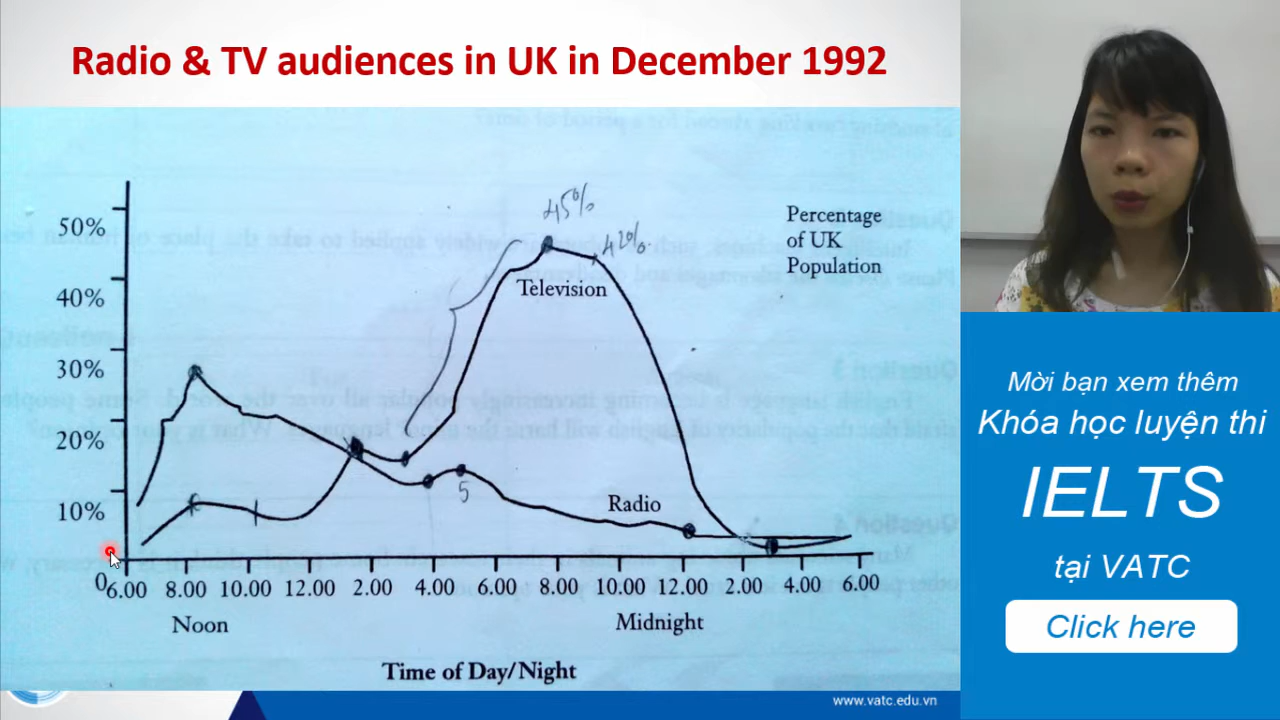 Radio & TV audiences in UK in December 1992
50%
40%
30%
20%
10%
0
45%
42%
Percentage
of UK
Population
Television
5
Radio
6.00 8.00 10.00 12.00 2.00 4.00 6.00 8.00 10.00 12.00 2.00 4.00 6.00
Noon
Midnight
Time of Day/Night
www.vatc.edu.vn
Mời bạn xem thêm
Khóa học luyện thi
IELTS
tại VATC
Click here